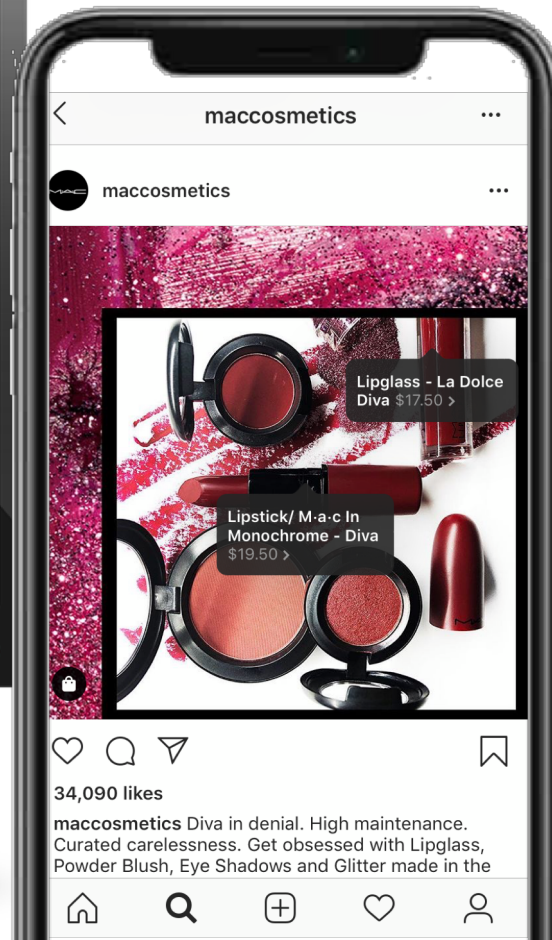 maccosmetics
MAC
maccosmetics
Lipglass - La Dolce
Diva $17.50 >
Lipstick/ M·a·c In
Monochrome - Diva
$19.50 >
34,090 likes
maccosmetics Diva in denial. High maintenance.
Curated carelessness. Get obsessed with Lipglass,
Powder Blush, Eye Shadows and Glitter made in the